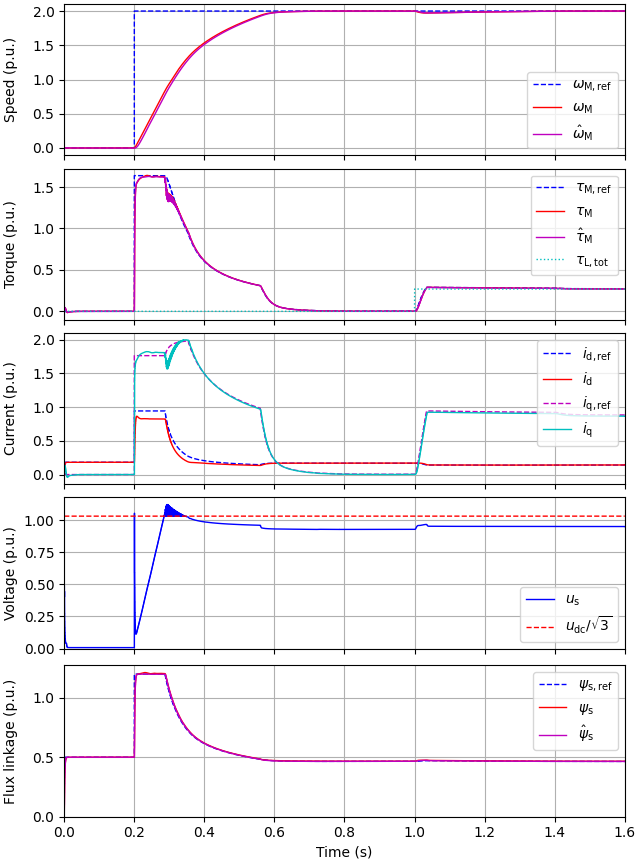 Speed (p.u.)
2.0
1.5
1.0
0.5
0.0
ω_M,ref
ω_M
ω̂_M
Torque (p.u.)
1.5
1.0
0.5
0.0
τ_M,ref
τ_M
τ̂_M
τ_L,tot
Current (p.u.)
2.0
1.5
1.0
0.5
0.0
i_d,ref
i_d
i_q,ref
i_q
Voltage (p.u.)
1.00
0.75
0.50
0.25
0.00
u_s
u_dc/√3
Flux linkage (p.u.)
1.0
0.5
0.0
ψ_s,ref
ψ_s
ψ̂_s
0.0 0.2 0.4 0.6 0.8 1.0 1.2 1.4 1.6
Time (s)